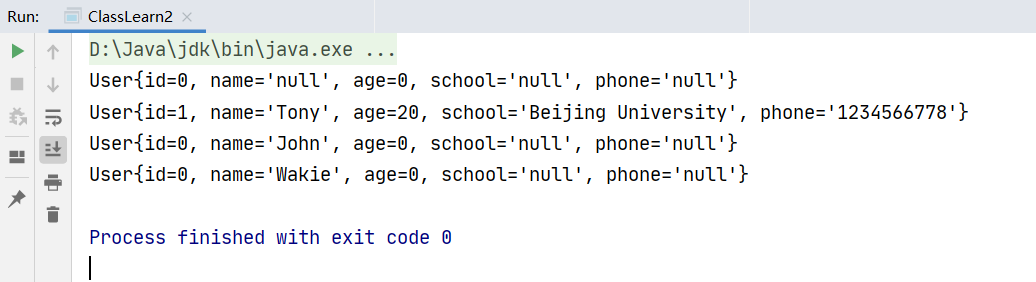 Run: ClassLearn2
D:\Java\jdk\bin\java.exe ...
User{id=0, name='null', age=0, school='null', phone='null'}
User{id=1, name='Tony', age=20, school='Beijing University', phone='1234566778'}
User{id=0, name='John', age=0, school='null', phone='null'}
User{id=0, name='Wakie', age=0, school='null', phone='null'}
Process finished with exit code 0